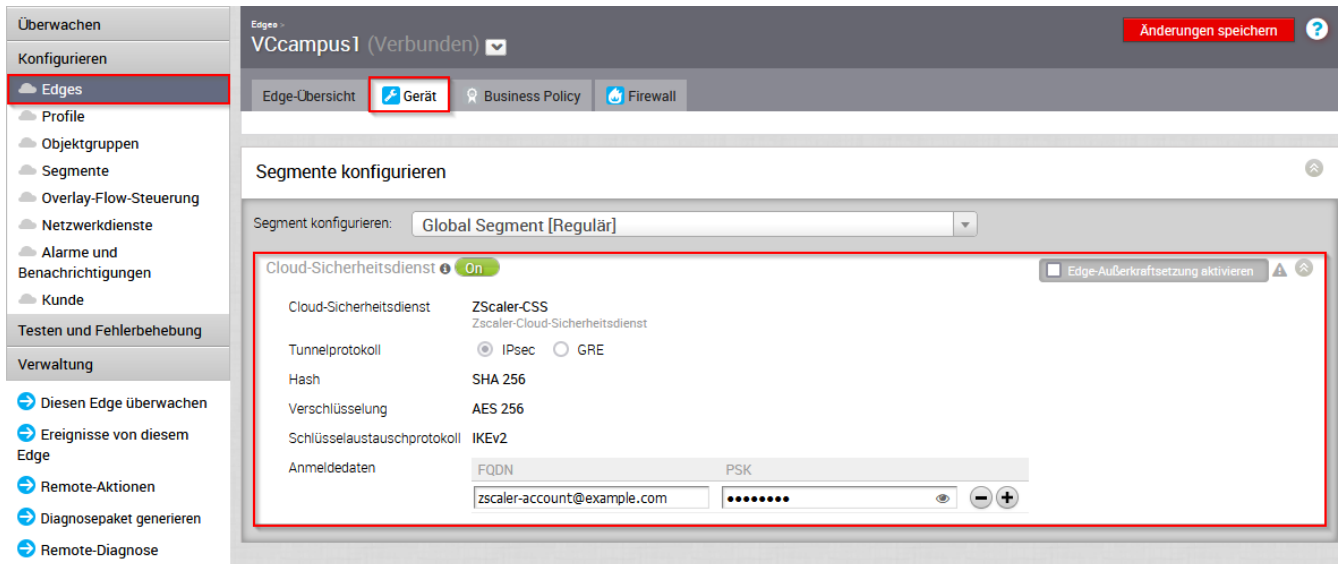 Überwachen
Konfigurieren
Edges
Profile
Objektgruppen
Segmente
Overlay-Flow-Steuerung
Netzwerkdienste
Alarme und
Benachrichtigungen
Kunde
Testen und Fehlerbehebung
Verwaltung
Diesen Edge überwachen
Ereignisse von diesem
Edge
Remote-Aktionen
Diagnosepaket generieren
Remote-Diagnose
Edges >
VCcampus1 (Verbunden)
Änderungen speichern ?
Edge-Übersicht Gerät Business Policy Firewall
Segmente konfigurieren
Segment konfigurieren: Global Segment [Regulär]
Cloud-Sicherheitsdienst On Edge-Außerkraftsetzung aktivieren
Cloud-Sicherheitsdienst ZScaler-CSS
Zscaler-Cloud-Sicherheitsdienst
Tunnelprotokoll IPsec GRE
Hash SHA 256
Verschlüsselung AES 256
Schlüsselaustauschprotokoll IKEv2
Anmeldedaten FQDN PSK
zscaler-account@example.com ••••••••